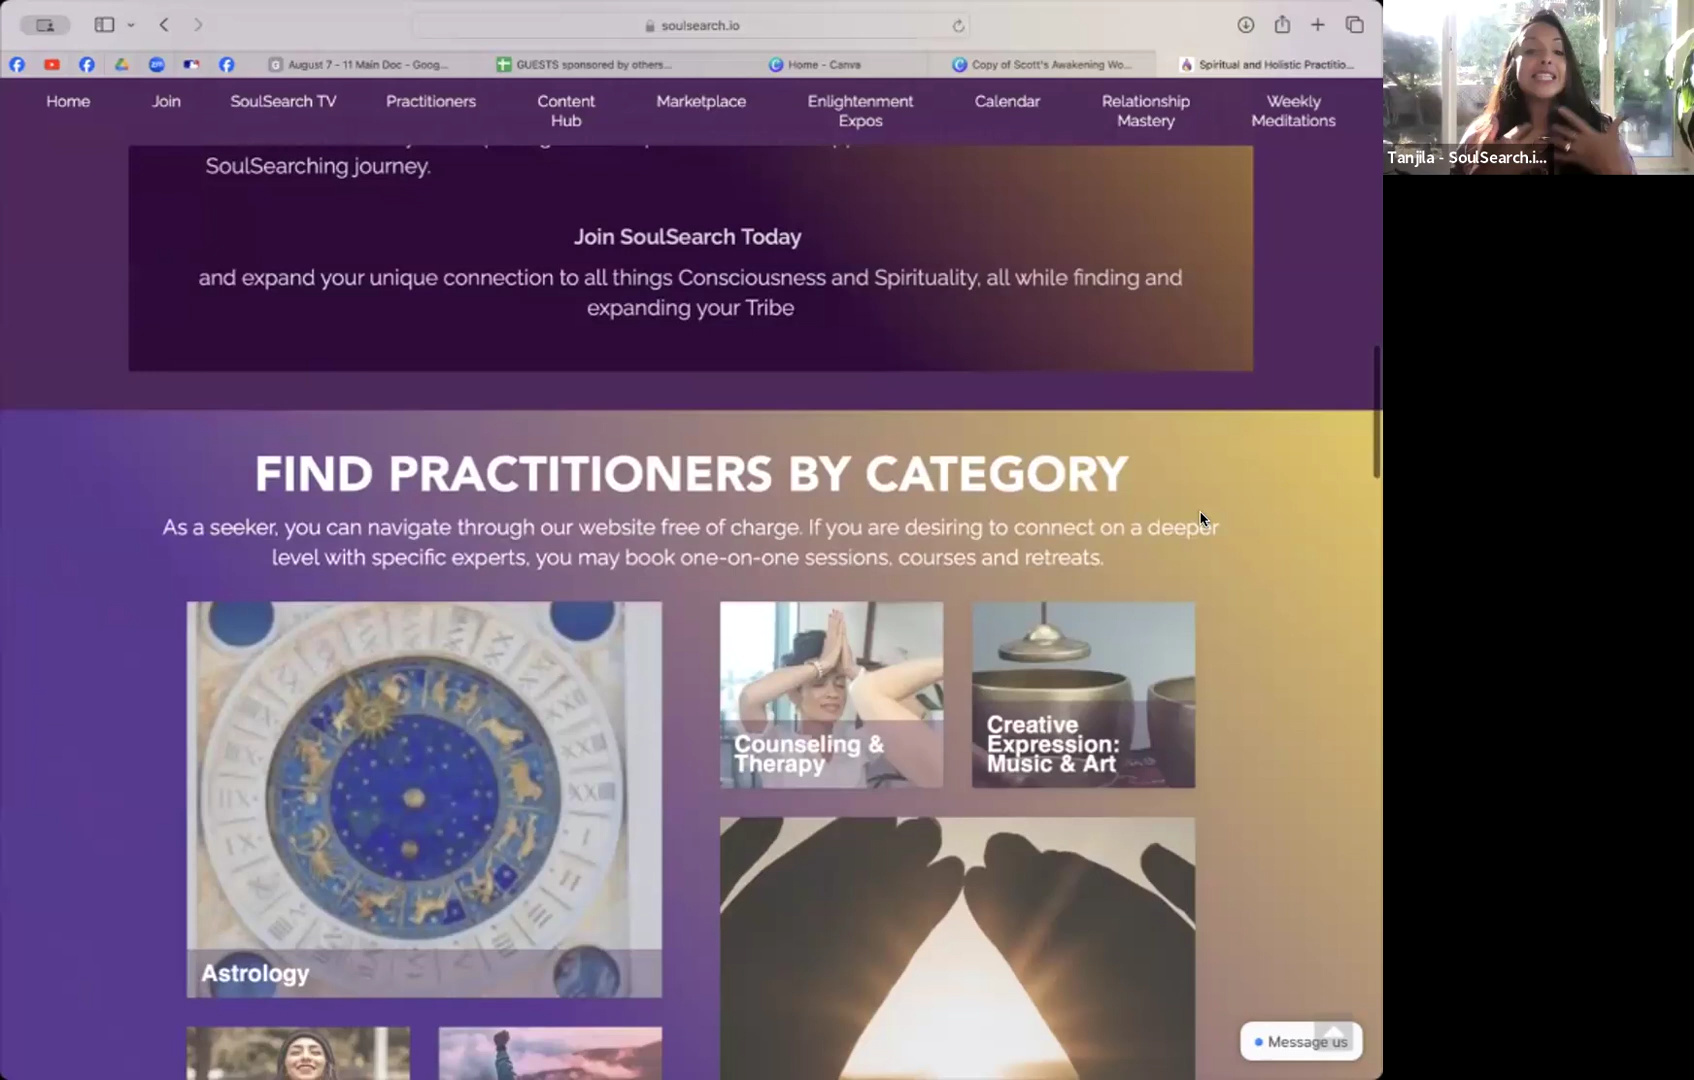 soulsearch.io
August 7 - 11 Main Doc - Goog...
GUESTS sponsored by others...
Home - Canva
Copy of Scott's Awakening Wo...
Spiritual and Holistic Practitio...
Home
Join
SoulSearch TV
Practitioners
Content
Hub
Marketplace
Enlightenment
Expos
Calendar
Relationship
Mastery
Weekly
Meditations
Tanjila - SoulSearch.i...
SoulSearching journey.
Join SoulSearch Today
and expand your unique connection to all things Consciousness and Spirituality, all while finding and
expanding your Tribe
FIND PRACTITIONERS BY CATEGORY
As a seeker, you can navigate through our website free of charge. If you are desiring to connect on a deeper
level with specific experts, you may book one-on-one sessions, courses and retreats.
Counseling &
Therapy
Creative
Expression:
Music & Art
Astrology
Message us